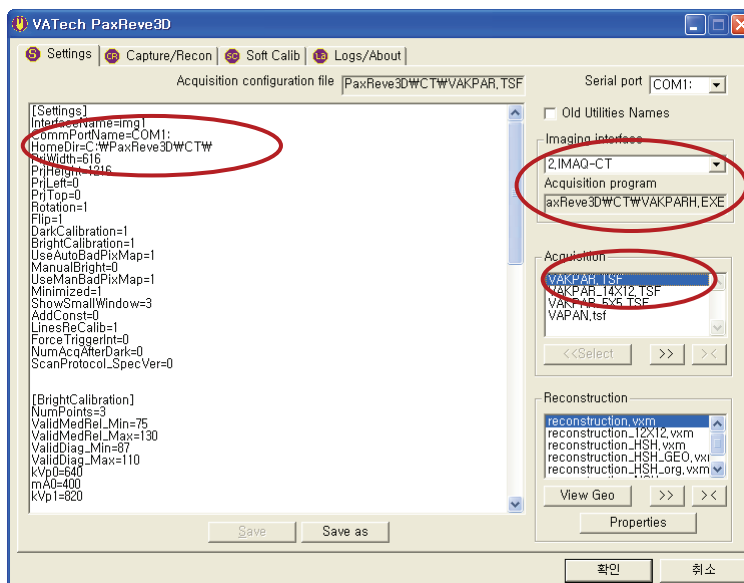 VATech PaxReve3D
Settings
Capture/Recon
Soft Calib
Logs/About
Acquisition configuration file
PaxReve3D₩CT₩VAKPAR,TSF
Serial port
COM1:
[Settings]
InterfaceName=img1
CommPortName=COM1:
HomeDir=C:₩PaxReve3D₩CT₩
PrjWidth=616
PrjHeight=1216
PrjLeft=0
PrjTop=0
Rotation=1
Flip=1
DarkCalibration=1
BrightCalibration=1
UseAutoBadPixMap=1
ManualBright=0
UseManBadPixMap=1
Minimized=1
ShowSmallWindow=3
AddConst=0
LinesReCalib=1
ForceTriggerInt=0
NumAcqAfterDark=0
ScanProtocol_SpecVer=0
[BrightCalibration]
NumPoints=3
ValidMedRel_Min=75
ValidMedRel_Max=130
ValidDiag_Min=87
ValidDiag_Max=110
kVp0=640
mA0=400
kVp1=820
Save
Save as
Old Utilities Names
Imaging interface
2,IMAQ-CT
Acquisition program
axReve3D₩CT₩VAKPARH,EXE
Acquisition
VAKPAR,TSF
VAKPAR_14X12,TSF
VAKPAR_5X5,TSF
VAPAN,tsf
<<Select
>>
><
Reconstruction
reconstruction,vxm
reconstruction_12X12,vxm
reconstruction_HSH,vxm
reconstruction_HSH_GEO,vxm
reconstruction_HSH_org,vxm
View Geo
>>
><
Properties
확인
취소